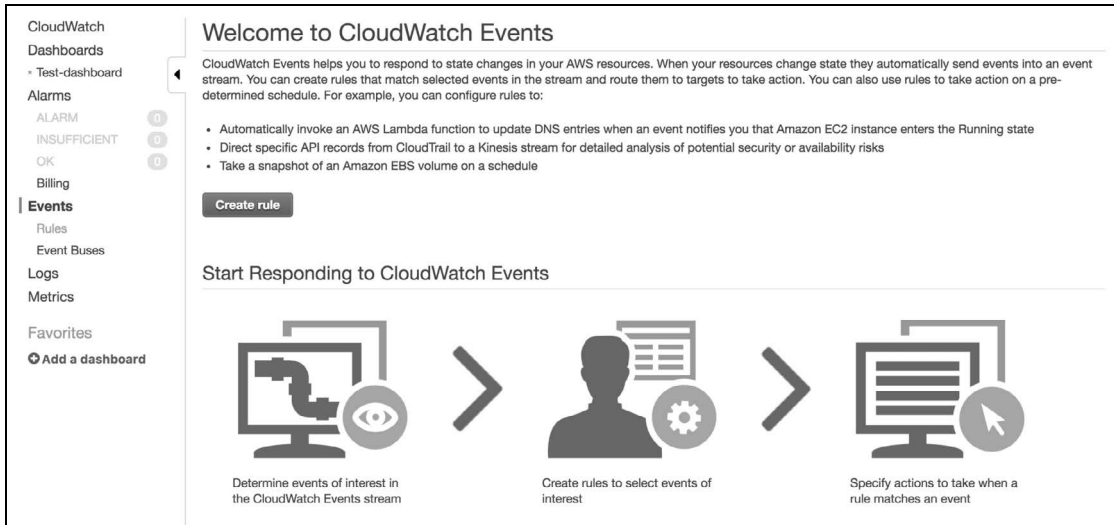 CloudWatch
Dashboards
Test-dashboard
Alarms
ALARM 0
INSUFFICIENT 0
OK 0
Billing
Events
Rules
Event Buses
Logs
Metrics
Favorites
Add a dashboard
Welcome to CloudWatch Events
CloudWatch Events helps you to respond to state changes in your AWS resources. When your resources change state they automatically send events into an event
stream. You can create rules that match selected events in the stream and route them to targets to take action. You can also use rules to take action on a pre-
determined schedule. For example, you can configure rules to:
• Automatically invoke an AWS Lambda function to update DNS entries when an event notifies you that Amazon EC2 instance enters the Running state
• Direct specific API records from CloudTrail to a Kinesis stream for detailed analysis of potential security or availability risks
• Take a snapshot of an Amazon EBS volume on a schedule
Create rule
Start Responding to CloudWatch Events
Determine events of interest in
the CloudWatch Events stream
Create rules to select events of
interest
Specify actions to take when a
rule matches an event